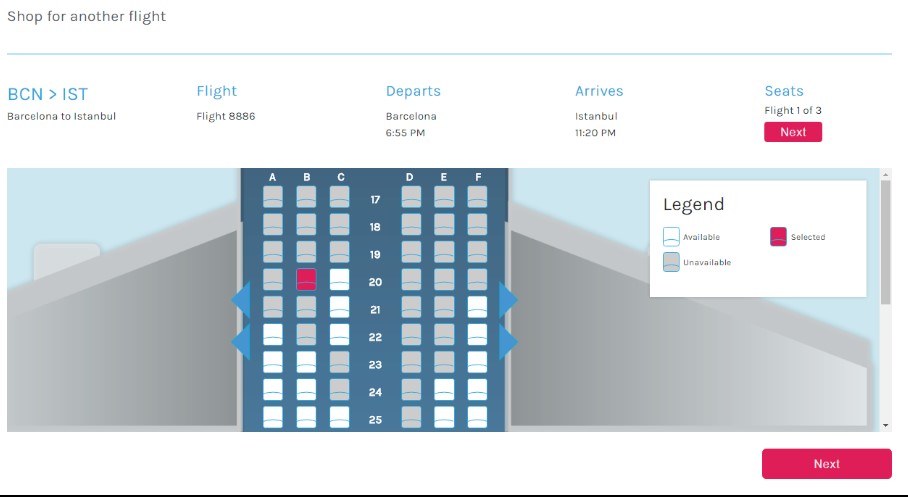 Shop for another flight
BCN > IST
Barcelona to Istanbul
Flight
Flight 8886
Departs
Barcelona
6:55 PM
Arrives
Istanbul
11:20 PM
Seats
Flight 1 of 3
Next
A B C D E F
17
18
19
20
21
22
23
24
25
Legend
Available
Selected
Unavailable
Next